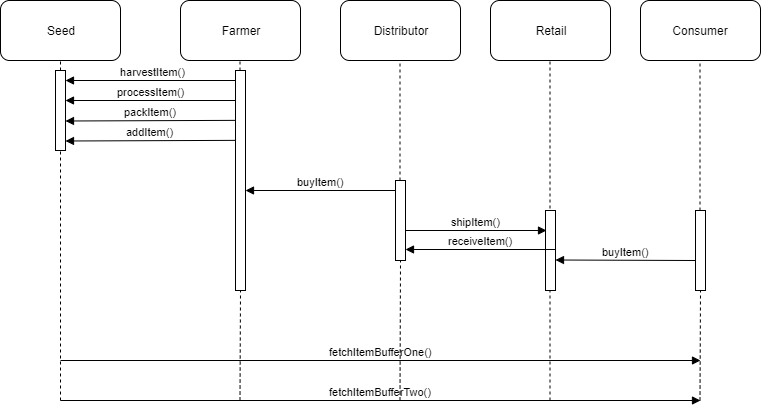 Seed
Farmer
Distributor
Retail
Consumer
harvestItem()
processItem()
packItem()
addItem()
buyItem()
shipItem()
receiveItem()
buyItem()
fetchItemBufferOne()
fetchItemBufferTwo()